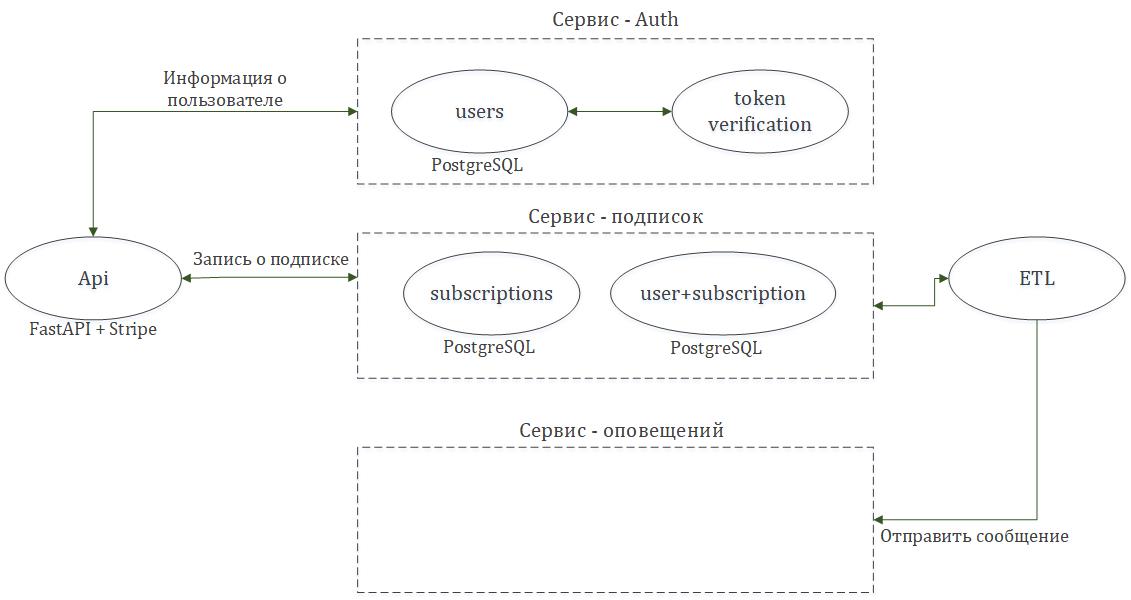 Сервис - Auth
Информация о
пользователе
users
token
verification
PostgreSQL
Сервис - подписок
Api
Запись о подписке
subscriptions
user+subscription
ETL
FastAPI + Stripe
PostgreSQL
PostgreSQL
Сервис - оповещений
Отправить сообщение